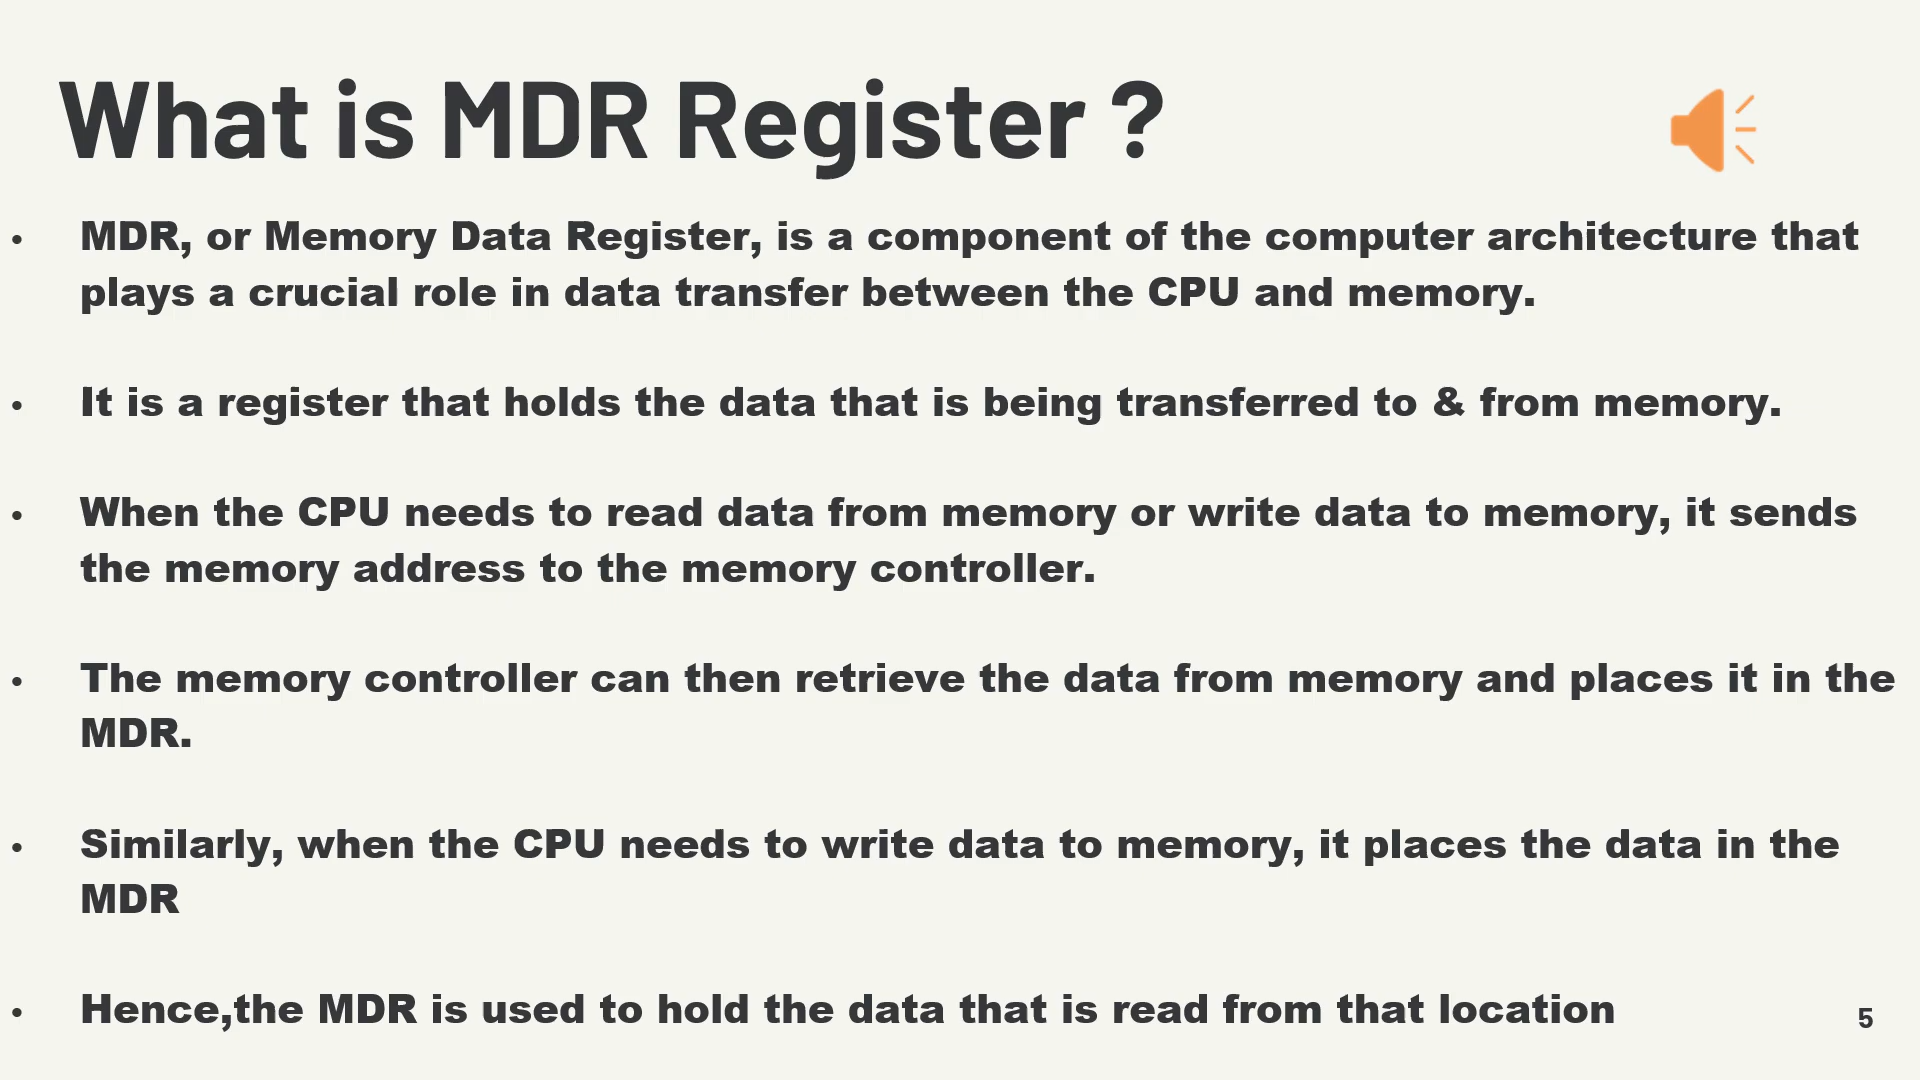 What is MDR Register ?
• MDR, or Memory Data Register, is a component of the computer architecture that
plays a crucial role in data transfer between the CPU and memory.
• It is a register that holds the data that is being transferred to & from memory.
• When the CPU needs to read data from memory or write data to memory, it sends
the memory address to the memory controller.
• The memory controller can then retrieve the data from memory and places it in the
MDR.
• Similarly, when the CPU needs to write data to memory, it places the data in the
MDR
• Hence,the MDR is used to hold the data that is read from that location
5